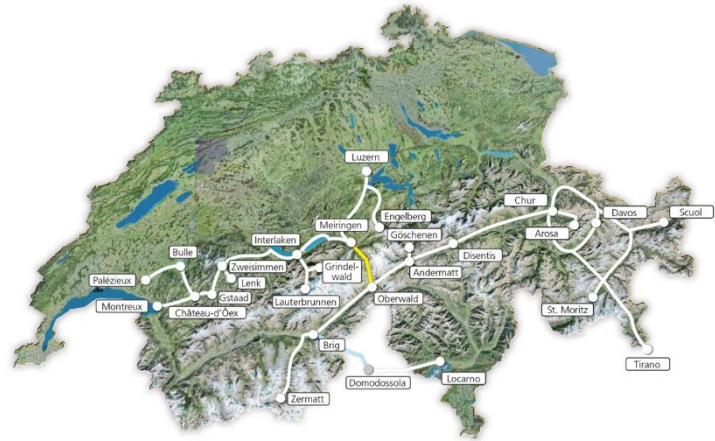 Luzern
Chur
Engelberg
Meiringen
Davos
Scuol
Arosa
Göschenen
Interlaken
Bulle
Disentis
Zweisimmen
Grindel-
wald
Andermatt
Palézieux
Lenk
Gstaad
Lauterbrunnen
Oberwald
Montreux
Château-d'Öex
St. Moritz
Brig
Tirano
Domodossola
Locarno
Zermatt